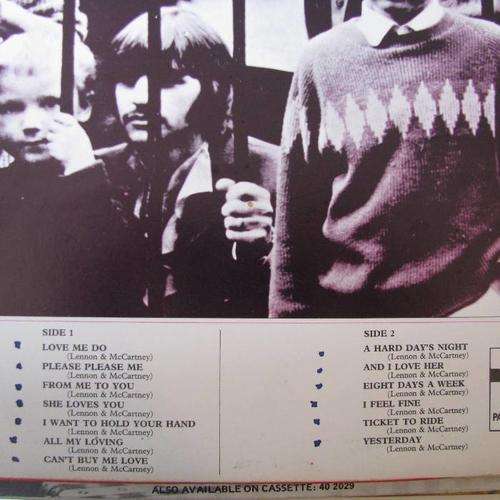 SIDE 1
LOVE ME DO
(Lennon & McCartney)
PLEASE PLEASE ME
(Lennon & McCartney)
FROM ME TO YOU
(Lennon & McCartney)
SHE LOVES YOU
(Lennon & McCartney)
I WANT TO HOLD YOUR HAND
(Lennon & McCartney)
ALL MY LOVING
(Lennon & McCartney)
CAN'T BUY ME LOVE
(Lennon & McCartney)
SIDE 2
A HARD DAY'S NIGHT
(Lennon & McCartney)
AND I LOVE HER
(Lennon & McCartney)
EIGHT DAYS A WEEK
(Lennon & McCartney)
I FEEL FINE
(Lennon & McCartney)
TICKET TO RIDE
(Lennon & McCartney)
YESTERDAY
(Lennon & McCartney)
ALSO AVAILABLE ON CASSETTE: 40 2029